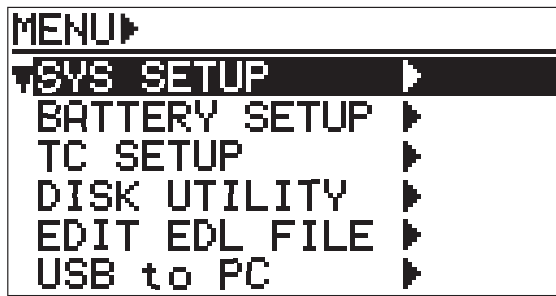 MENU▶
▼SYS SETUP ▶
BATTERY SETUP ▶
TC SETUP ▶
DISK UTILITY ▶
EDIT EDL FILE ▶
USB to PC ▶